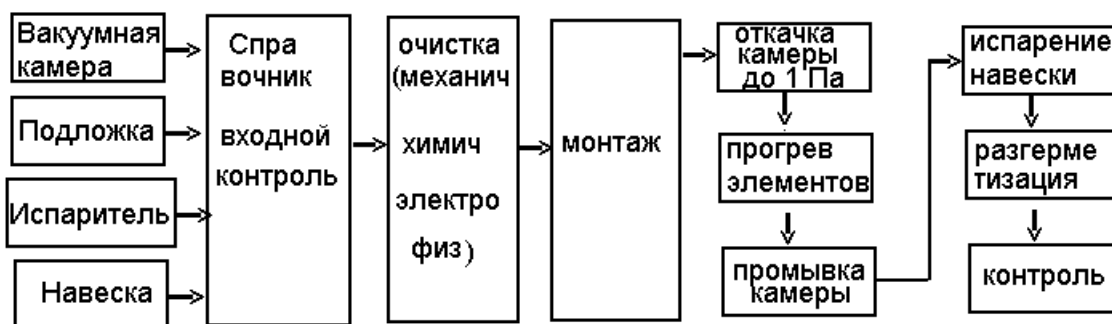 Вакуумная
камера
Подложка
Испаритель
Навеска
Спра
вочник
входной
контроль
очистка
(механич
химич
электро
физ)
монтаж
откачка
камеры
до 1 Па
прогрев
элементов
промывка
камеры
испарение
навески
разгерме
тизация
контроль